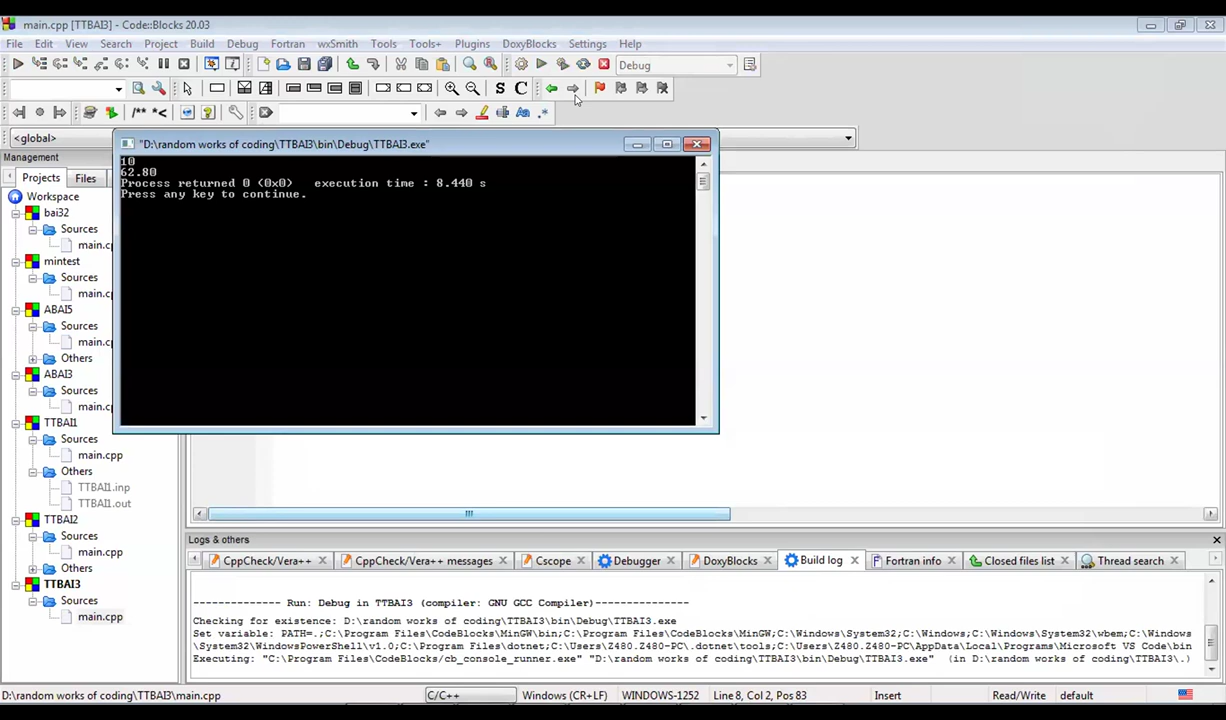 main.cpp [TTBAI3] - Code::Blocks 20.03
File Edit View Search Project Build Debug Fortran wxSmith Tools Tools+ Plugins DoxyBlocks Settings Help
Debug
S C
/** *<
Aa .*
<global>
"D:\random works of coding\TTBAI3\bin\Debug\TTBAI3.exe"
10
62.80
Process returned 0 (0x0)   execution time : 8.440 s
Press any key to continue.
Management
Projects Files
Workspace
bai32
Sources
main.c
mintest
Sources
main.c
ABAI5
Sources
main.c
Others
ABAI3
Sources
main.c
TTBAI1
Sources
main.cpp
Others
TTBAI1.inp
TTBAI1.out
TTBAI2
Sources
main.cpp
Others
TTBAI3
Sources
main.cpp
Logs & others
CppCheck/Vera++ CppCheck/Vera++ messages Cscope Debugger DoxyBlocks Build log Fortran info Closed files list Thread search
-------------- Run: Debug in TTBAI3 (compiler: GNU GCC Compiler)---------------
Checking for existence: D:\random works of coding\TTBAI3\bin\Debug\TTBAI3.exe
Set variable: PATH=.;C:\Program Files\CodeBlocks\MinGW\bin;C:\Program Files\CodeBlocks\MinGW;C:\Windows\System32;C:\Windows;C:\Windows\System32\wbem;C:\Windows
\System32\WindowsPowerShell\v1.0;C:\Program Files\dotnet;C:\Users\Z480.Z480-PC\.dotnet\tools;C:\Users\Z480.Z480-PC\AppData\Local\Programs\Microsoft VS Code\bin
Executing: "C:\Program Files\CodeBlocks/cb_console_runner.exe" "D:\random works of coding\TTBAI3\bin\Debug\TTBAI3.exe"  (in D:\random works of coding\TTBAI3\.)
D:\random works of coding\TTBAI3\main.cpp C/C++ Windows (CR+LF) WINDOWS-1252 Line 8, Col 2, Pos 83 Insert Read/Write default